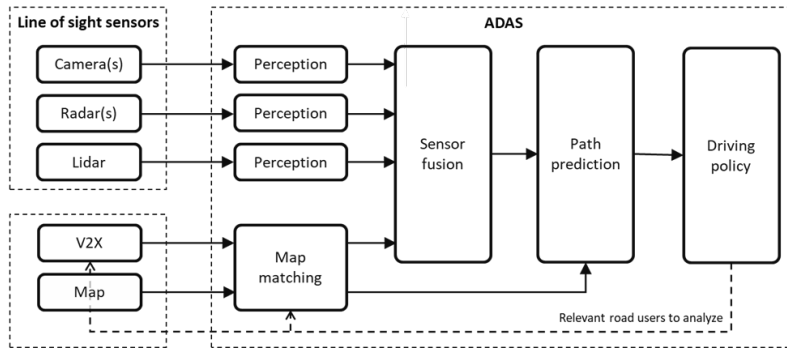 Line of sight sensors
ADAS
Camera(s)
Perception
Radar(s)
Perception
Lidar
Perception
Sensor
fusion
Path
prediction
Driving
policy
V2X
Map
Map
matching
Relevant road users to analyze